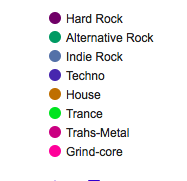 Hard Rock
Alternative Rock
Indie Rock
Techno
House
Trance
Trahs-Metal
Grind-core